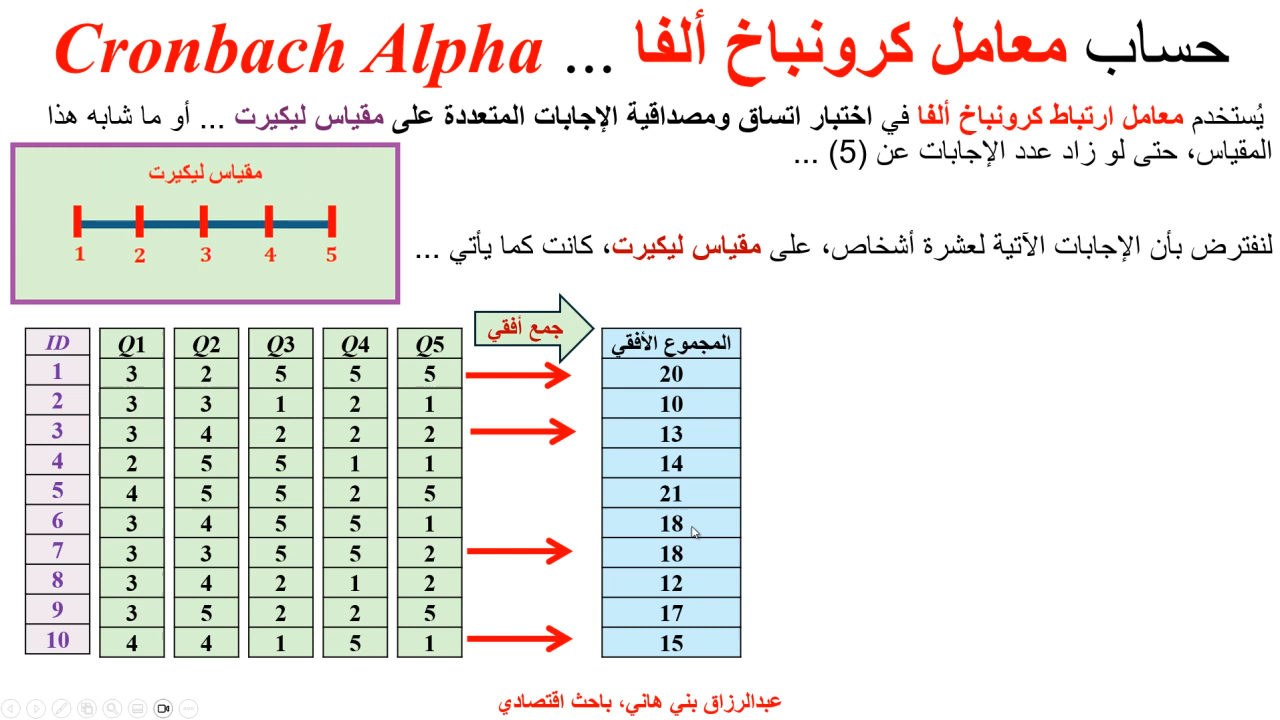 حساب معامل كرونباخ ألفا ... Cronbach Alpha
يُستخدم معامل ارتباط كرونباخ ألفا في اختبار اتساق ومصداقية الإجابات المتعددة على مقياس ليكيرت ... أو ما شابه هذا
المقياس، حتى لو زاد عدد الإجابات عن (5) ...
مقياس ليكيرت
1 2 3 4 5
لنفترض بأن الإجابات الآتية لعشرة أشخاص، على مقياس ليكيرت، كانت كما يأتي ...
جمع أفقي
ID Q1 Q2 Q3 Q4 Q5 المجموع الأفقي
1 3 2 5 5 5 20
2 3 3 1 2 1 10
3 3 4 2 2 2 13
4 2 5 5 1 1 14
5 4 5 5 2 5 21
6 3 4 5 5 1 18
7 3 3 5 5 2 18
8 3 4 2 1 2 12
9 3 5 2 2 5 17
10 4 4 1 5 1 15
عبدالرزاق بني هاني، باحث اقتصادي